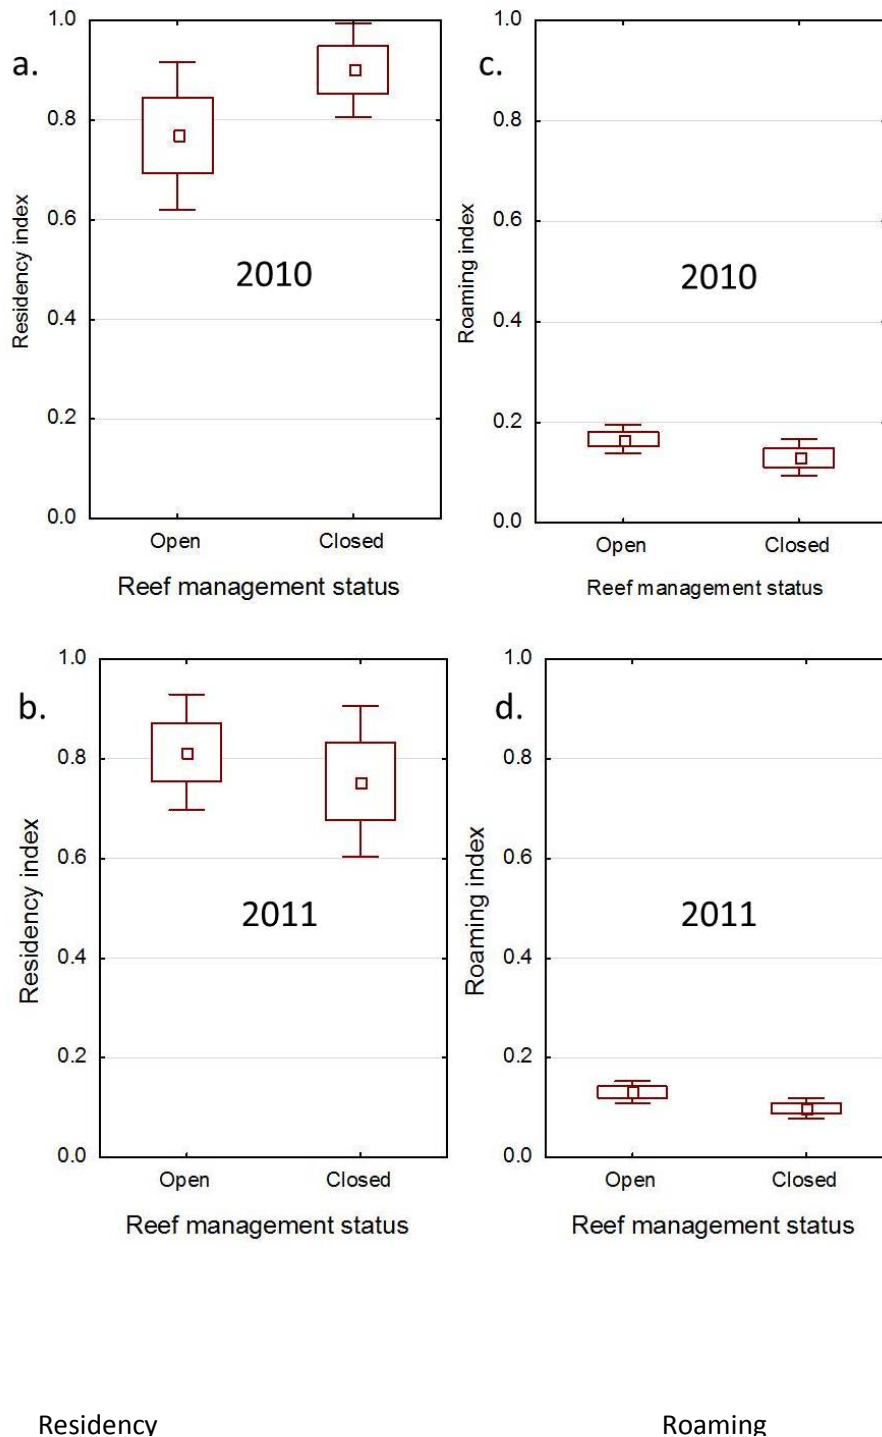 a.
1.0
0.8
0.6
0.4
0.2
0.0
Residency index
2010
Open Closed
Reef management status
c.
1.0
0.8
0.6
0.4
0.2
0.0
Roaming index
2010
Open Closed
Reef management status
b.
1.0
0.8
0.6
0.4
0.2
0.0
Residency index
2011
Open Closed
Reef management status
d.
1.0
0.8
0.6
0.4
0.2
0.0
Roaming index
2011
Open Closed
Reef management status
Residency Roaming